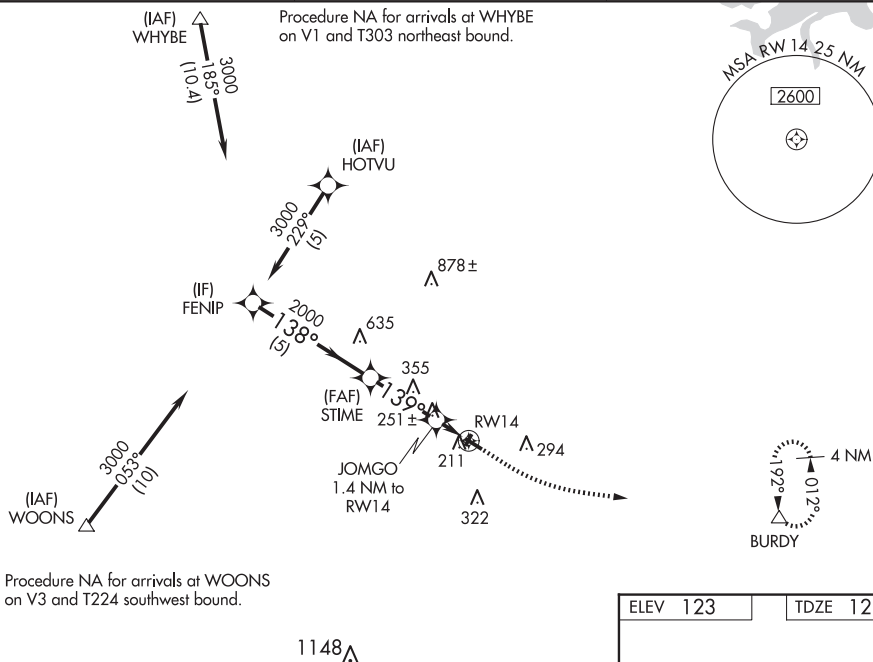 (IAF)
WHYBE
Procedure NA for arrivals at WHYBE
on V1 and T303 northeast bound.
3000
185°
(10.4)
MSA RW 14 25 NM
2600
(IAF)
HOTVU
3000
229°
(5)
878±
(IF)
FENIP
2000
138°
(5)
635
355
(FAF)
STIME
139°
251±
RW14
211
294
JOMGO
1.4 NM to
RW14
322
3000
053°
(10)
(IAF)
WOONS
4 NM
192°
012°
BURDY
Procedure NA for arrivals at WOONS
on V3 and T224 southwest bound.
ELEV 123
TDZE 12
1148